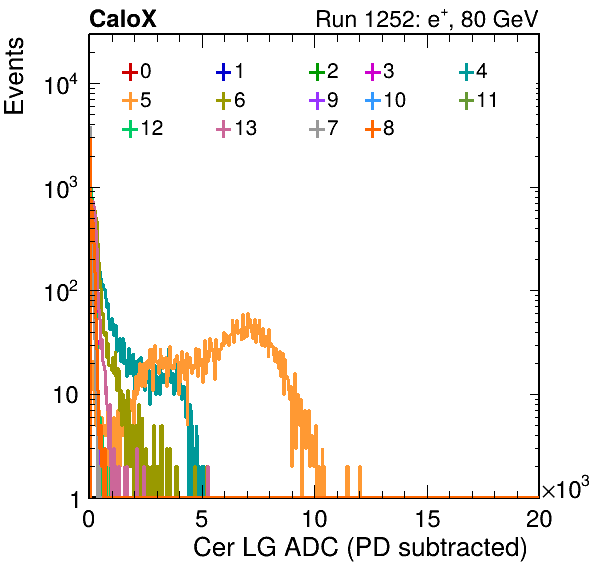 CaloX Run 1252: e⁺, 80 GeV
Events
10⁴
10³
10²
10
1
0 1 2 3 4
5 6 9 10 11
12 13 7 8
0 5 10 15 20
×10³
Cer LG ADC (PD subtracted)